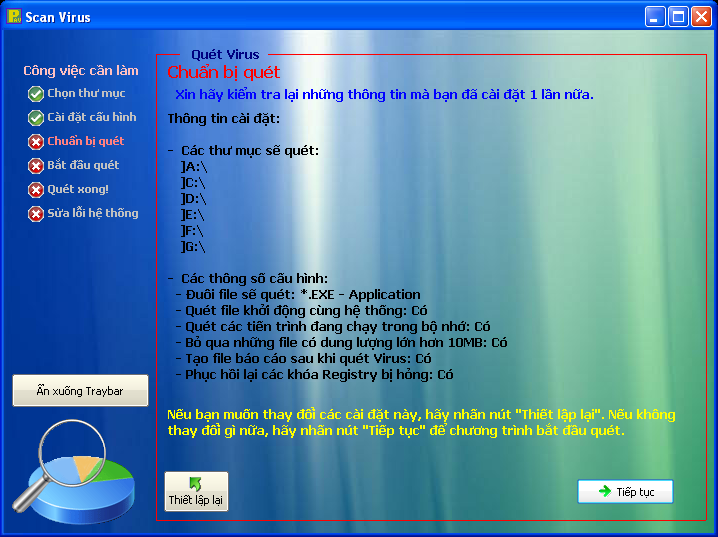 Scan Virus
Công việc cần làm
Chọn thư mục
Cài đặt cấu hình
Chuẩn bị quét
Bắt đầu quét
Quét xong!
Sửa lỗi hệ thống
Ẩn xuống Traybar
Quét Virus
Chuẩn bị quét
Xin hãy kiểm tra lại những thông tin mà bạn đã cài đặt 1 lần nữa.
Thông tin cài đặt:
- Các thư mục sẽ quét:
]A:\
]C:\
]D:\
]E:\
]F:\
]G:\
- Các thông số cấu hình:
- Đuôi file sẽ quét: *.EXE - Application
- Quét file khởi động cùng hệ thống: Có
- Quét các tiến trình đang chạy trong bộ nhớ: Có
- Bỏ qua những file có dung lượng lớn hơn 10MB: Có
- Tạo file báo cáo sau khi quét Virus: Có
- Phục hồi lại các khóa Registry bị hỏng: Có
Nếu bạn muốn thay đổi các cài đặt này, hãy nhấn nút "Thiết lập lại". Nếu không
thay đổi gì nữa, hãy nhấn nút "Tiếp tục" để chương trình bắt đầu quét.
Thiết lập lại
Tiếp tục